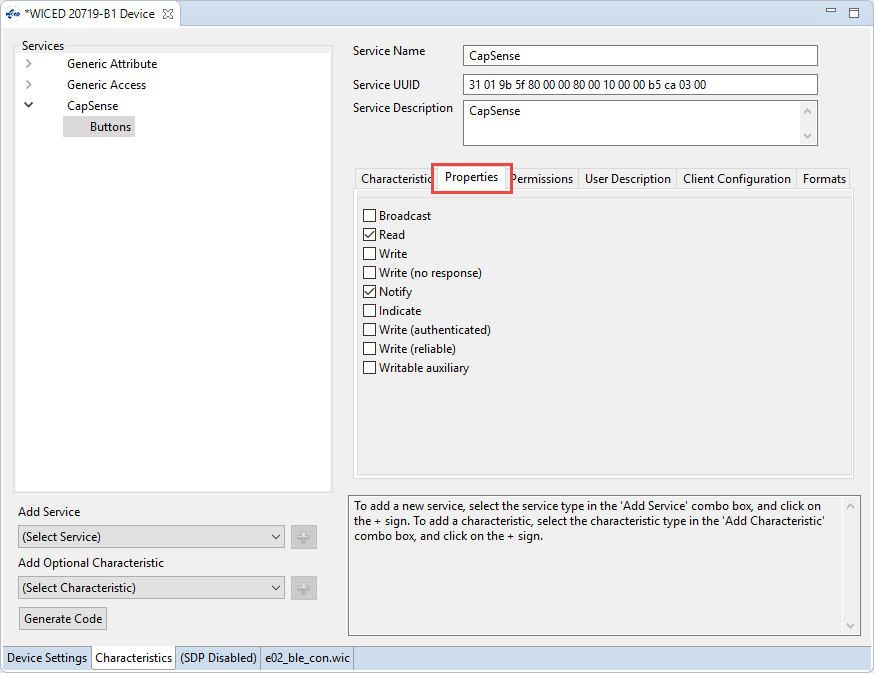 *WICED 20719-B1 Device
Services
Generic Attribute
Generic Access
CapSense
Buttons
Service Name
CapSense
Service UUID
31 01 9b 5f 80 00 00 80 00 10 00 00 b5 ca 03 00
Service Description
CapSense
Characteristic Properties Permissions User Description Client Configuration Formats
Broadcast
Read
Write
Write (no response)
Notify
Indicate
Write (authenticated)
Write (reliable)
Writable auxiliary
Add Service
(Select Service)
Add Optional Characteristic
(Select Characteristic)
Generate Code
To add a new service, select the service type in the 'Add Service' combo box, and click on
the + sign. To add a characteristic, select the characteristic type in the 'Add Characteristic'
combo box, and click on the + sign.
Device Settings Characteristics (SDP Disabled) e02_ble_con.wic